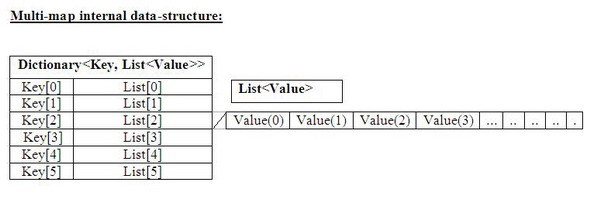 Multi-map internal data-structure:
Dictionary<Key, List<Value>>
Key[0] List[0]
Key[1] List[1]
Key[2] List[2]
Key[3] List[3]
Key[4] List[4]
Key[5] List[5]
List<Value>
Value(0) Value(1) Value(2) Value(3) ... .. .. .. .